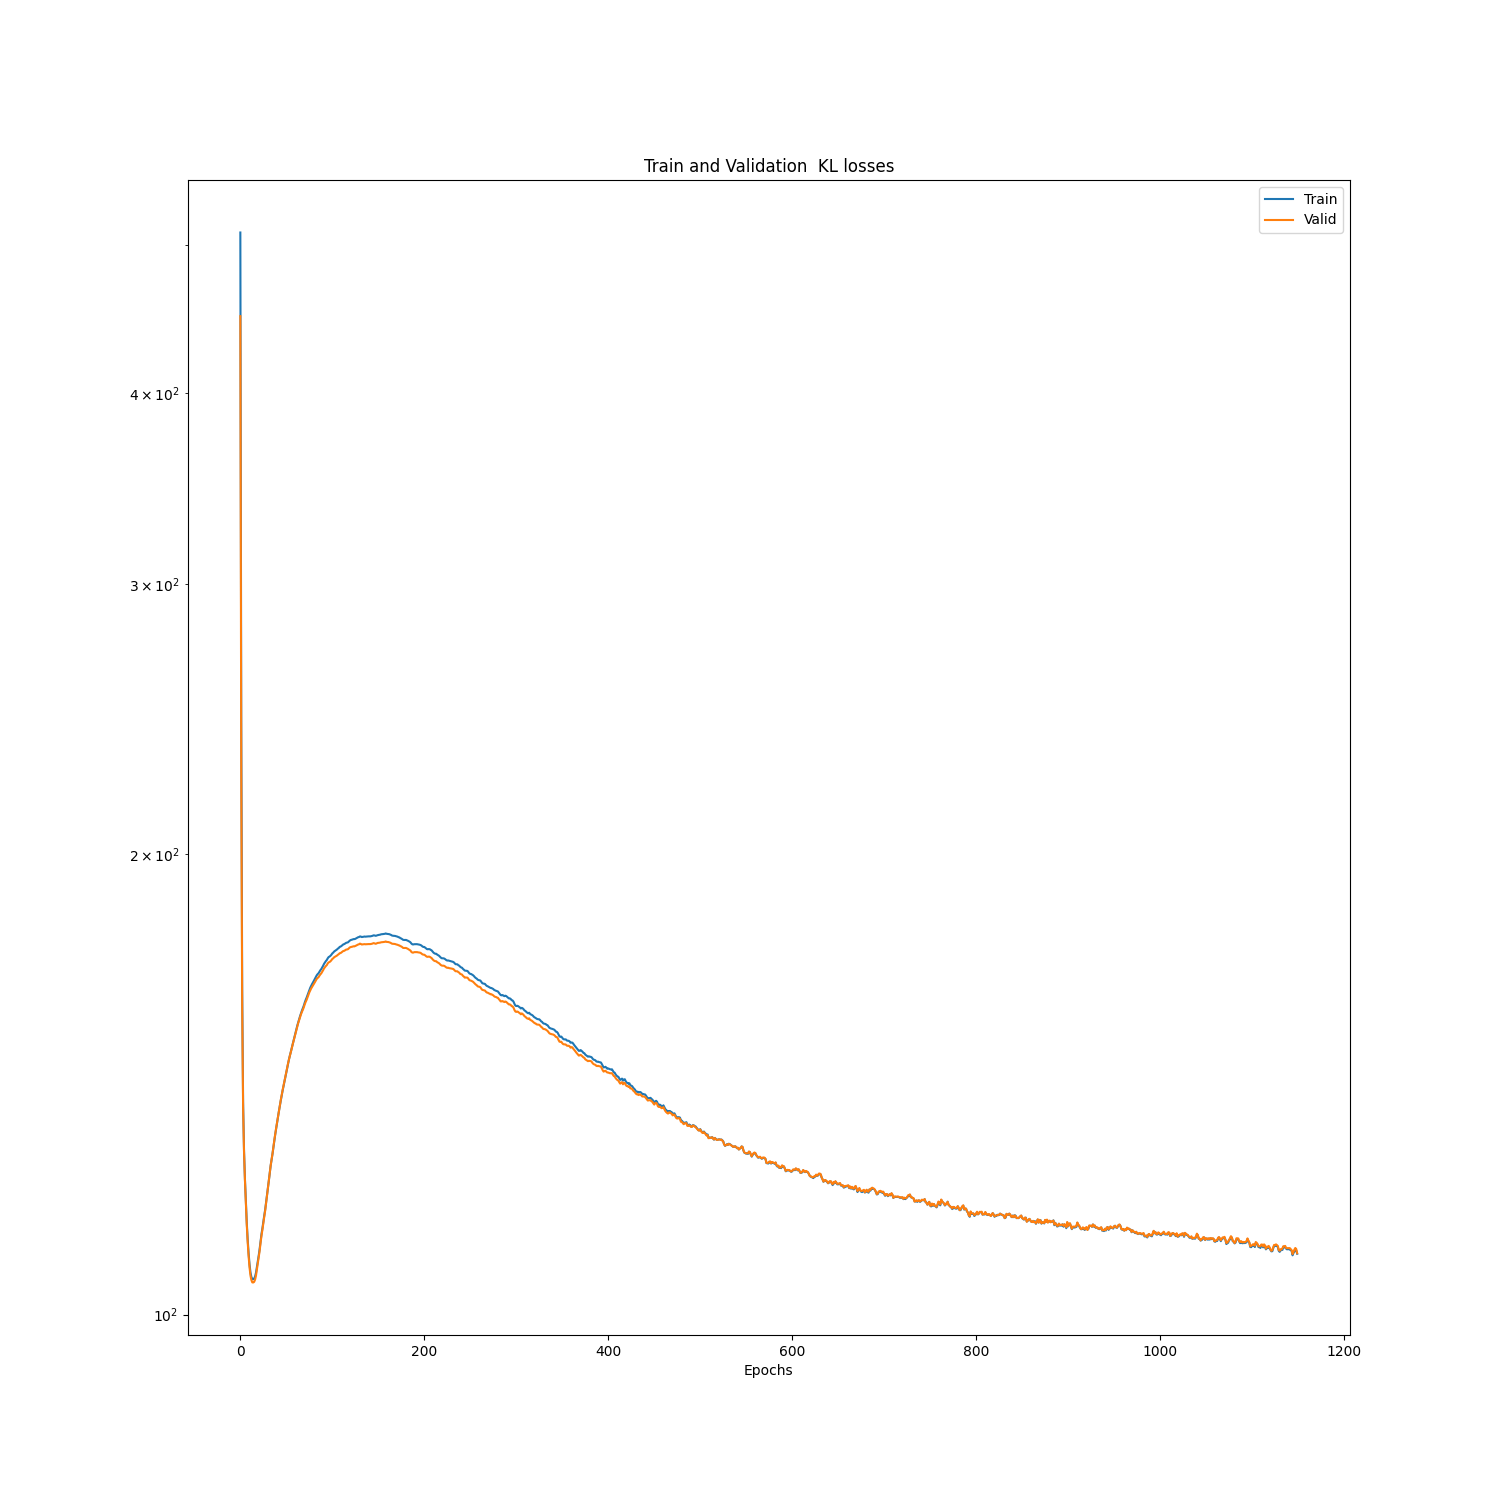 Train and Validation  KL losses
Train
Valid
4 × 10²
3 × 10²
2 × 10²
10²
0 200 400 600 800 1000 1200
Epochs